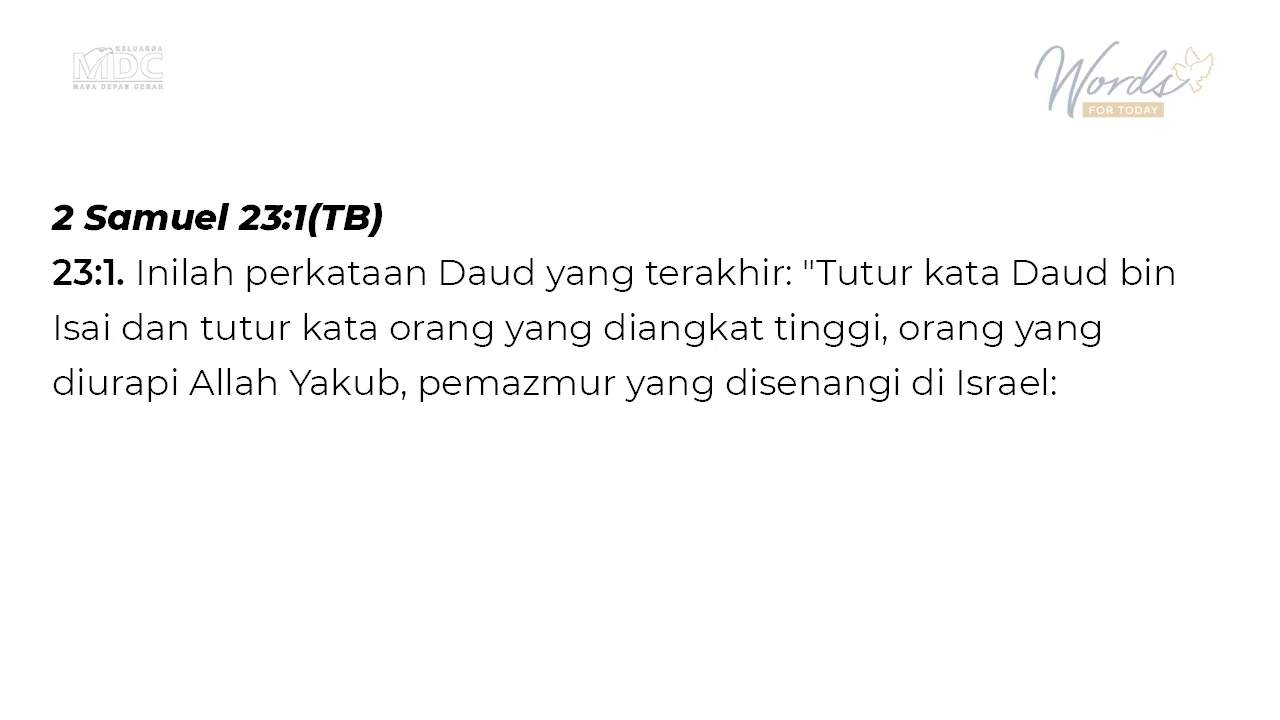 KELUARGA
MDC
MASA DEPAN CERAH
Words
FOR TODAY
2 Samuel 23:1(TB)
23:1. Inilah perkataan Daud yang terakhir: "Tutur kata Daud bin
Isai dan tutur kata orang yang diangkat tinggi, orang yang
diurapi Allah Yakub, pemazmur yang disenangi di Israel: